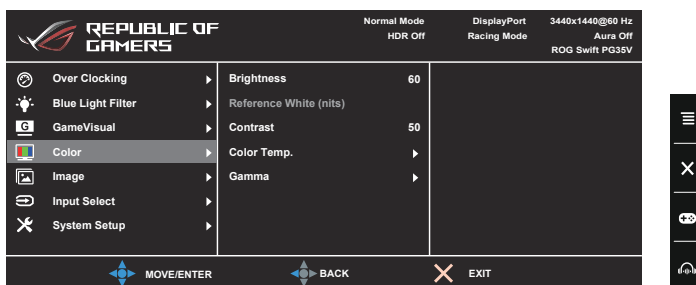 REPUBLIC OF
GAMERS
Normal Mode
HDR Off
DisplayPort
Racing Mode
3440x1440@60 Hz
Aura Off
ROG Swift PG35V
Over Clocking
Blue Light Filter
G
GameVisual
Color
Image
Input Select
System Setup
Brightness 60
Reference White (nits)
Contrast 50
Color Temp.
Gamma
MOVE/ENTER
BACK
EXIT